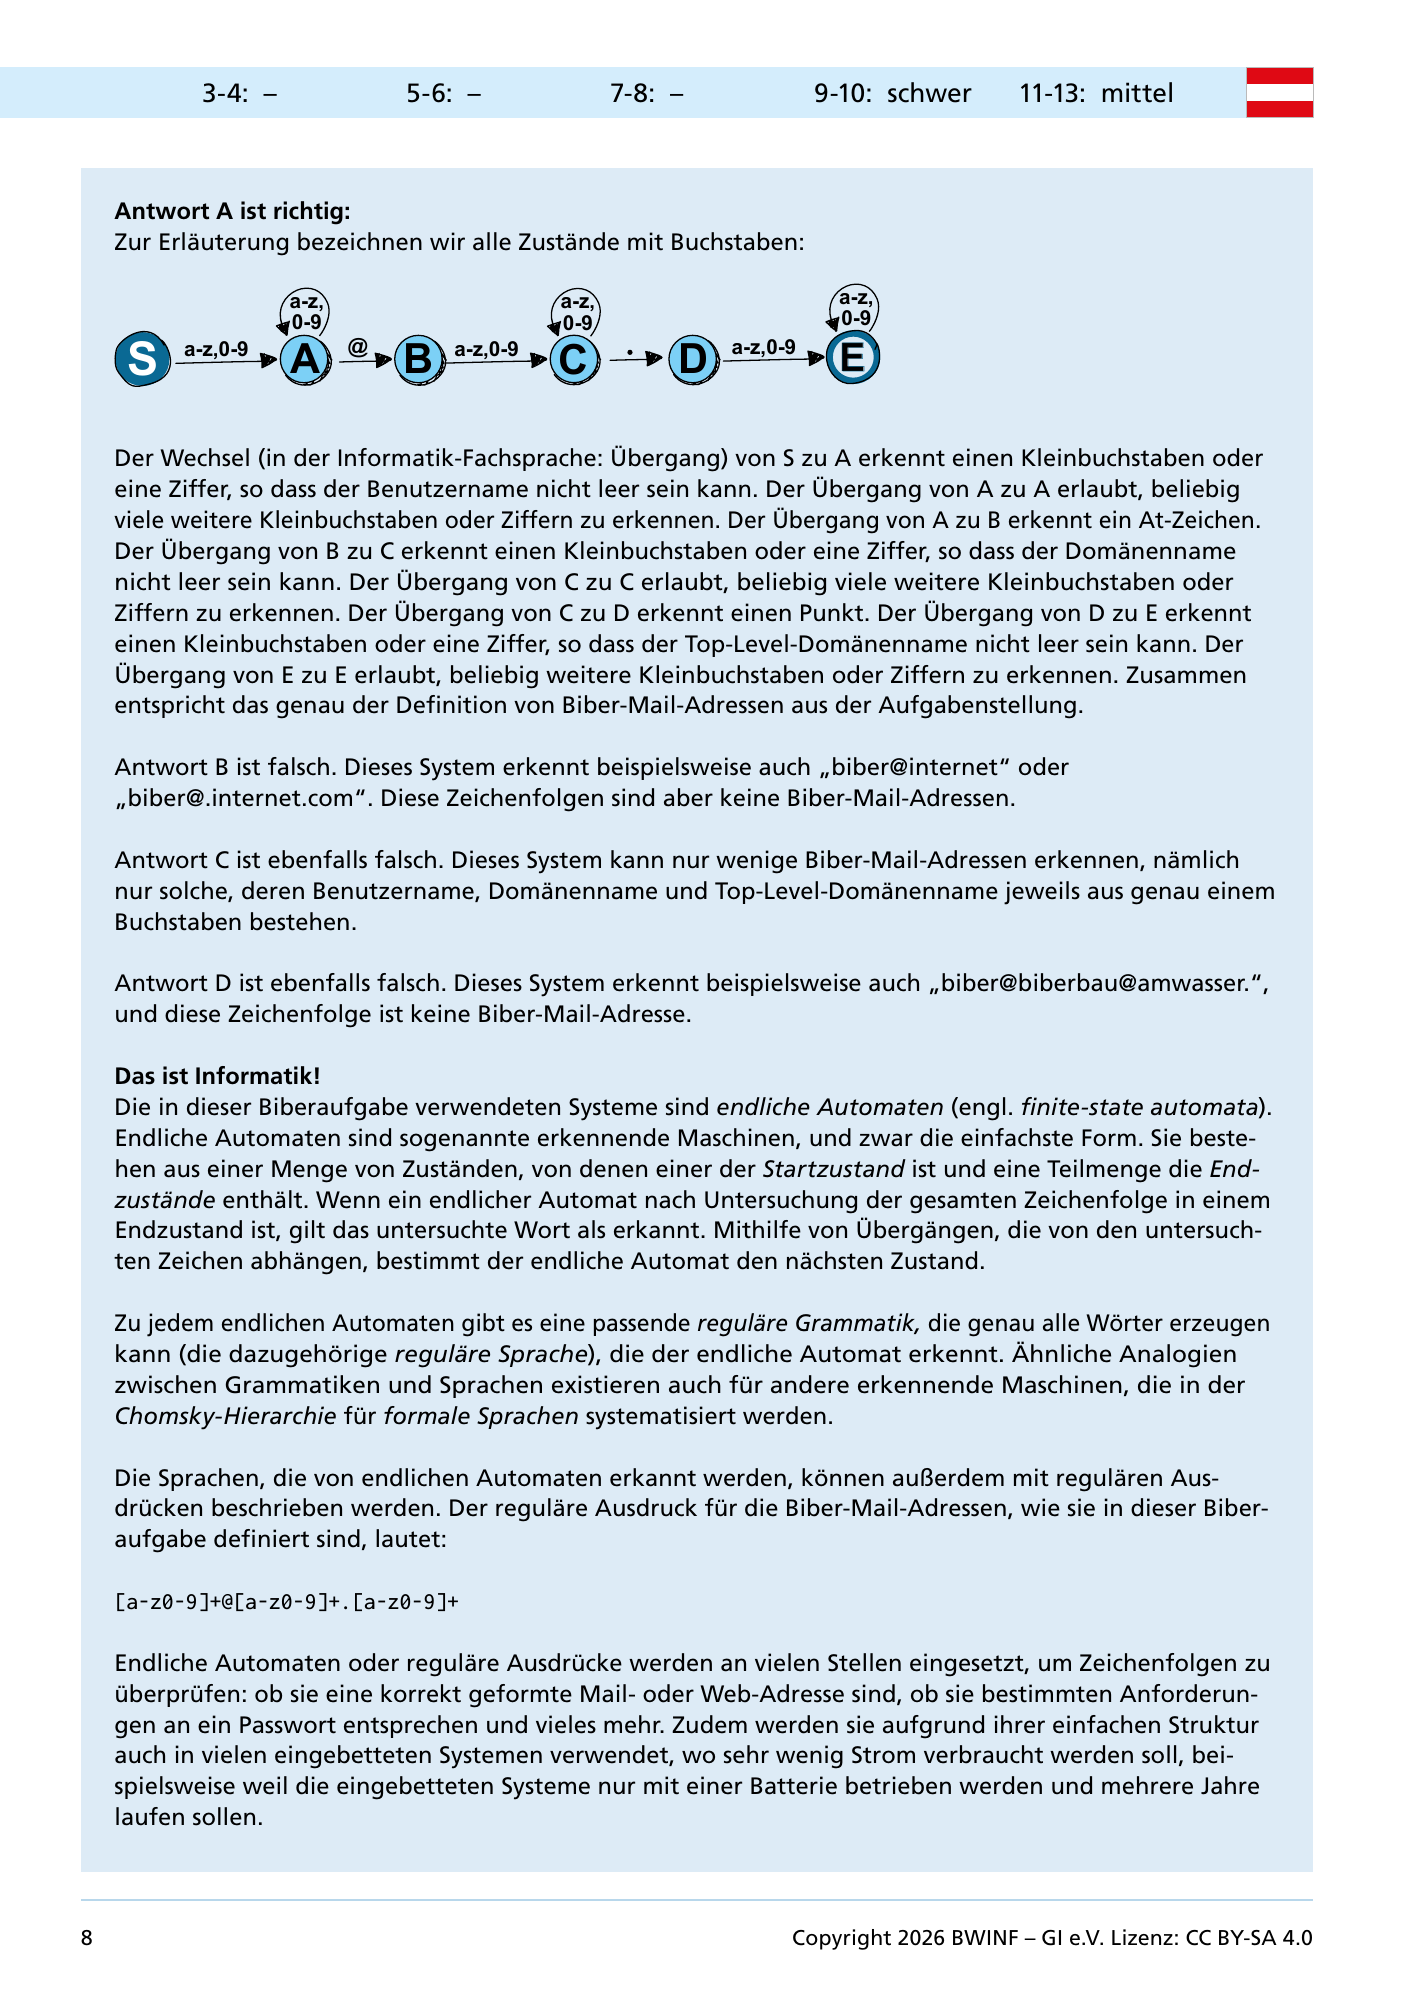 3-4: – 5-6: – 7-8: – 9-10: schwer 11-13: mittel
Antwort A ist richtig:
Zur Erläuterung bezeichnen wir alle Zustände mit Buchstaben:
a-z, 0-9 a-z, 0-9 a-z, 0-9
S a-z,0-9 A @ B a-z,0-9 C . D a-z,0-9 E
Der Wechsel (in der Informatik-Fachsprache: Übergang) von S zu A erkennt einen Kleinbuchstaben oder
eine Ziffer, so dass der Benutzername nicht leer sein kann. Der Übergang von A zu A erlaubt, beliebig
viele weitere Kleinbuchstaben oder Ziffern zu erkennen. Der Übergang von A zu B erkennt ein At-Zeichen.
Der Übergang von B zu C erkennt einen Kleinbuchstaben oder eine Ziffer, so dass der Domänenname
nicht leer sein kann. Der Übergang von C zu C erlaubt, beliebig viele weitere Kleinbuchstaben oder
Ziffern zu erkennen. Der Übergang von C zu D erkennt einen Punkt. Der Übergang von D zu E erkennt
einen Kleinbuchstaben oder eine Ziffer, so dass der Top-Level-Domänenname nicht leer sein kann. Der
Übergang von E zu E erlaubt, beliebig weitere Kleinbuchstaben oder Ziffern zu erkennen. Zusammen
entspricht das genau der Definition von Biber-Mail-Adressen aus der Aufgabenstellung.
Antwort B ist falsch. Dieses System erkennt beispielsweise auch „biber@internet“ oder
„biber@.internet.com“. Diese Zeichenfolgen sind aber keine Biber-Mail-Adressen.
Antwort C ist ebenfalls falsch. Dieses System kann nur wenige Biber-Mail-Adressen erkennen, nämlich
nur solche, deren Benutzername, Domänenname und Top-Level-Domänenname jeweils aus genau einem
Buchstaben bestehen.
Antwort D ist ebenfalls falsch. Dieses System erkennt beispielsweise auch „biber@biberbau@amwasser.“,
und diese Zeichenfolge ist keine Biber-Mail-Adresse.
Das ist Informatik!
Die in dieser Biberaufgabe verwendeten Systeme sind endliche Automaten (engl. finite-state automata).
Endliche Automaten sind sogenannte erkennende Maschinen, und zwar die einfachste Form. Sie beste-
hen aus einer Menge von Zuständen, von denen einer der Startzustand ist und eine Teilmenge die End-
zustände enthält. Wenn ein endlicher Automat nach Untersuchung der gesamten Zeichenfolge in einem
Endzustand ist, gilt das untersuchte Wort als erkannt. Mithilfe von Übergängen, die von den untersuch-
ten Zeichen abhängen, bestimmt der endliche Automat den nächsten Zustand.
Zu jedem endlichen Automaten gibt es eine passende reguläre Grammatik, die genau alle Wörter erzeugen
kann (die dazugehörige reguläre Sprache), die der endliche Automat erkennt. Ähnliche Analogien
zwischen Grammatiken und Sprachen existieren auch für andere erkennende Maschinen, die in der
Chomsky-Hierarchie für formale Sprachen systematisiert werden.
Die Sprachen, die von endlichen Automaten erkannt werden, können außerdem mit regulären Aus-
drücken beschrieben werden. Der reguläre Ausdruck für die Biber-Mail-Adressen, wie sie in dieser Biber-
aufgabe definiert sind, lautet:
[a-z0-9]+@[a-z0-9]+.[a-z0-9]+
Endliche Automaten oder reguläre Ausdrücke werden an vielen Stellen eingesetzt, um Zeichenfolgen zu
überprüfen: ob sie eine korrekt geformte Mail- oder Web-Adresse sind, ob sie bestimmten Anforderun-
gen an ein Passwort entsprechen und vieles mehr. Zudem werden sie aufgrund ihrer einfachen Struktur
auch in vielen eingebetteten Systemen verwendet, wo sehr wenig Strom verbraucht werden soll, bei-
spielsweise weil die eingebetteten Systeme nur mit einer Batterie betrieben werden und mehrere Jahre
laufen sollen.
8 Copyright 2026 BWINF – GI e.V. Lizenz: CC BY-SA 4.0